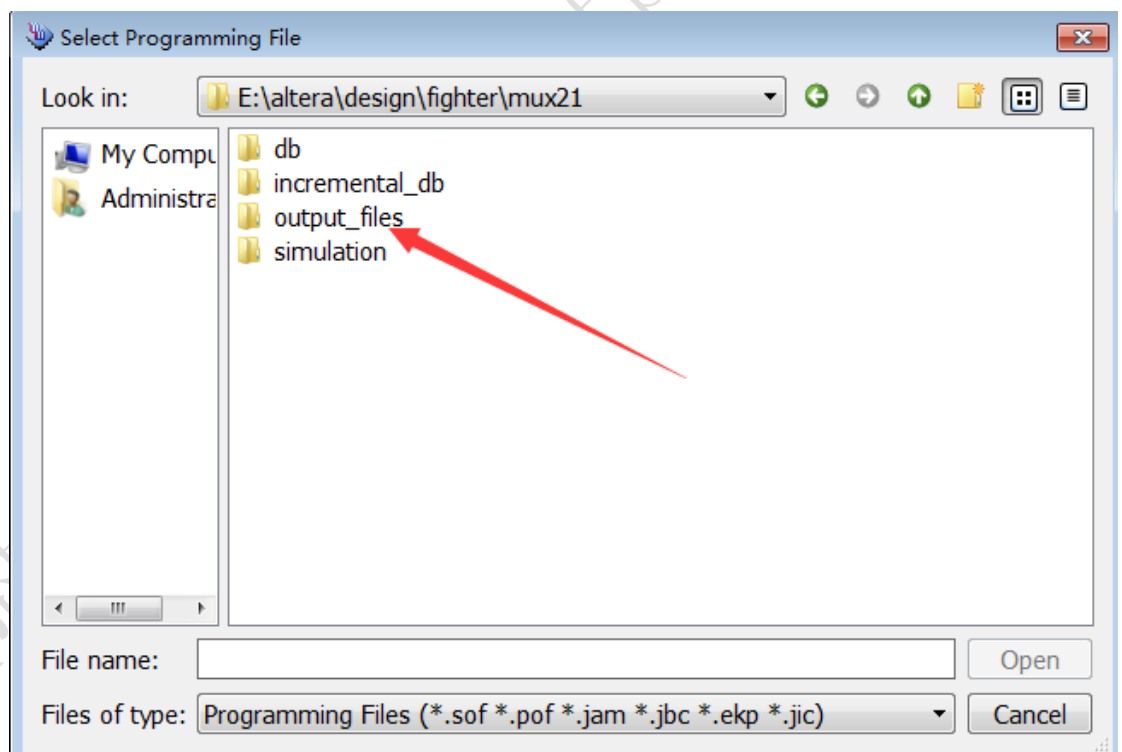 Select Programming File
Look in: E:\altera\design\fighter\mux21
My Compu
Administra
db
incremental_db
output_files
simulation
File name: Open
Files of type: Programming Files (*.sof *.pof *.jam *.jbc *.ekp *.jic) Cancel